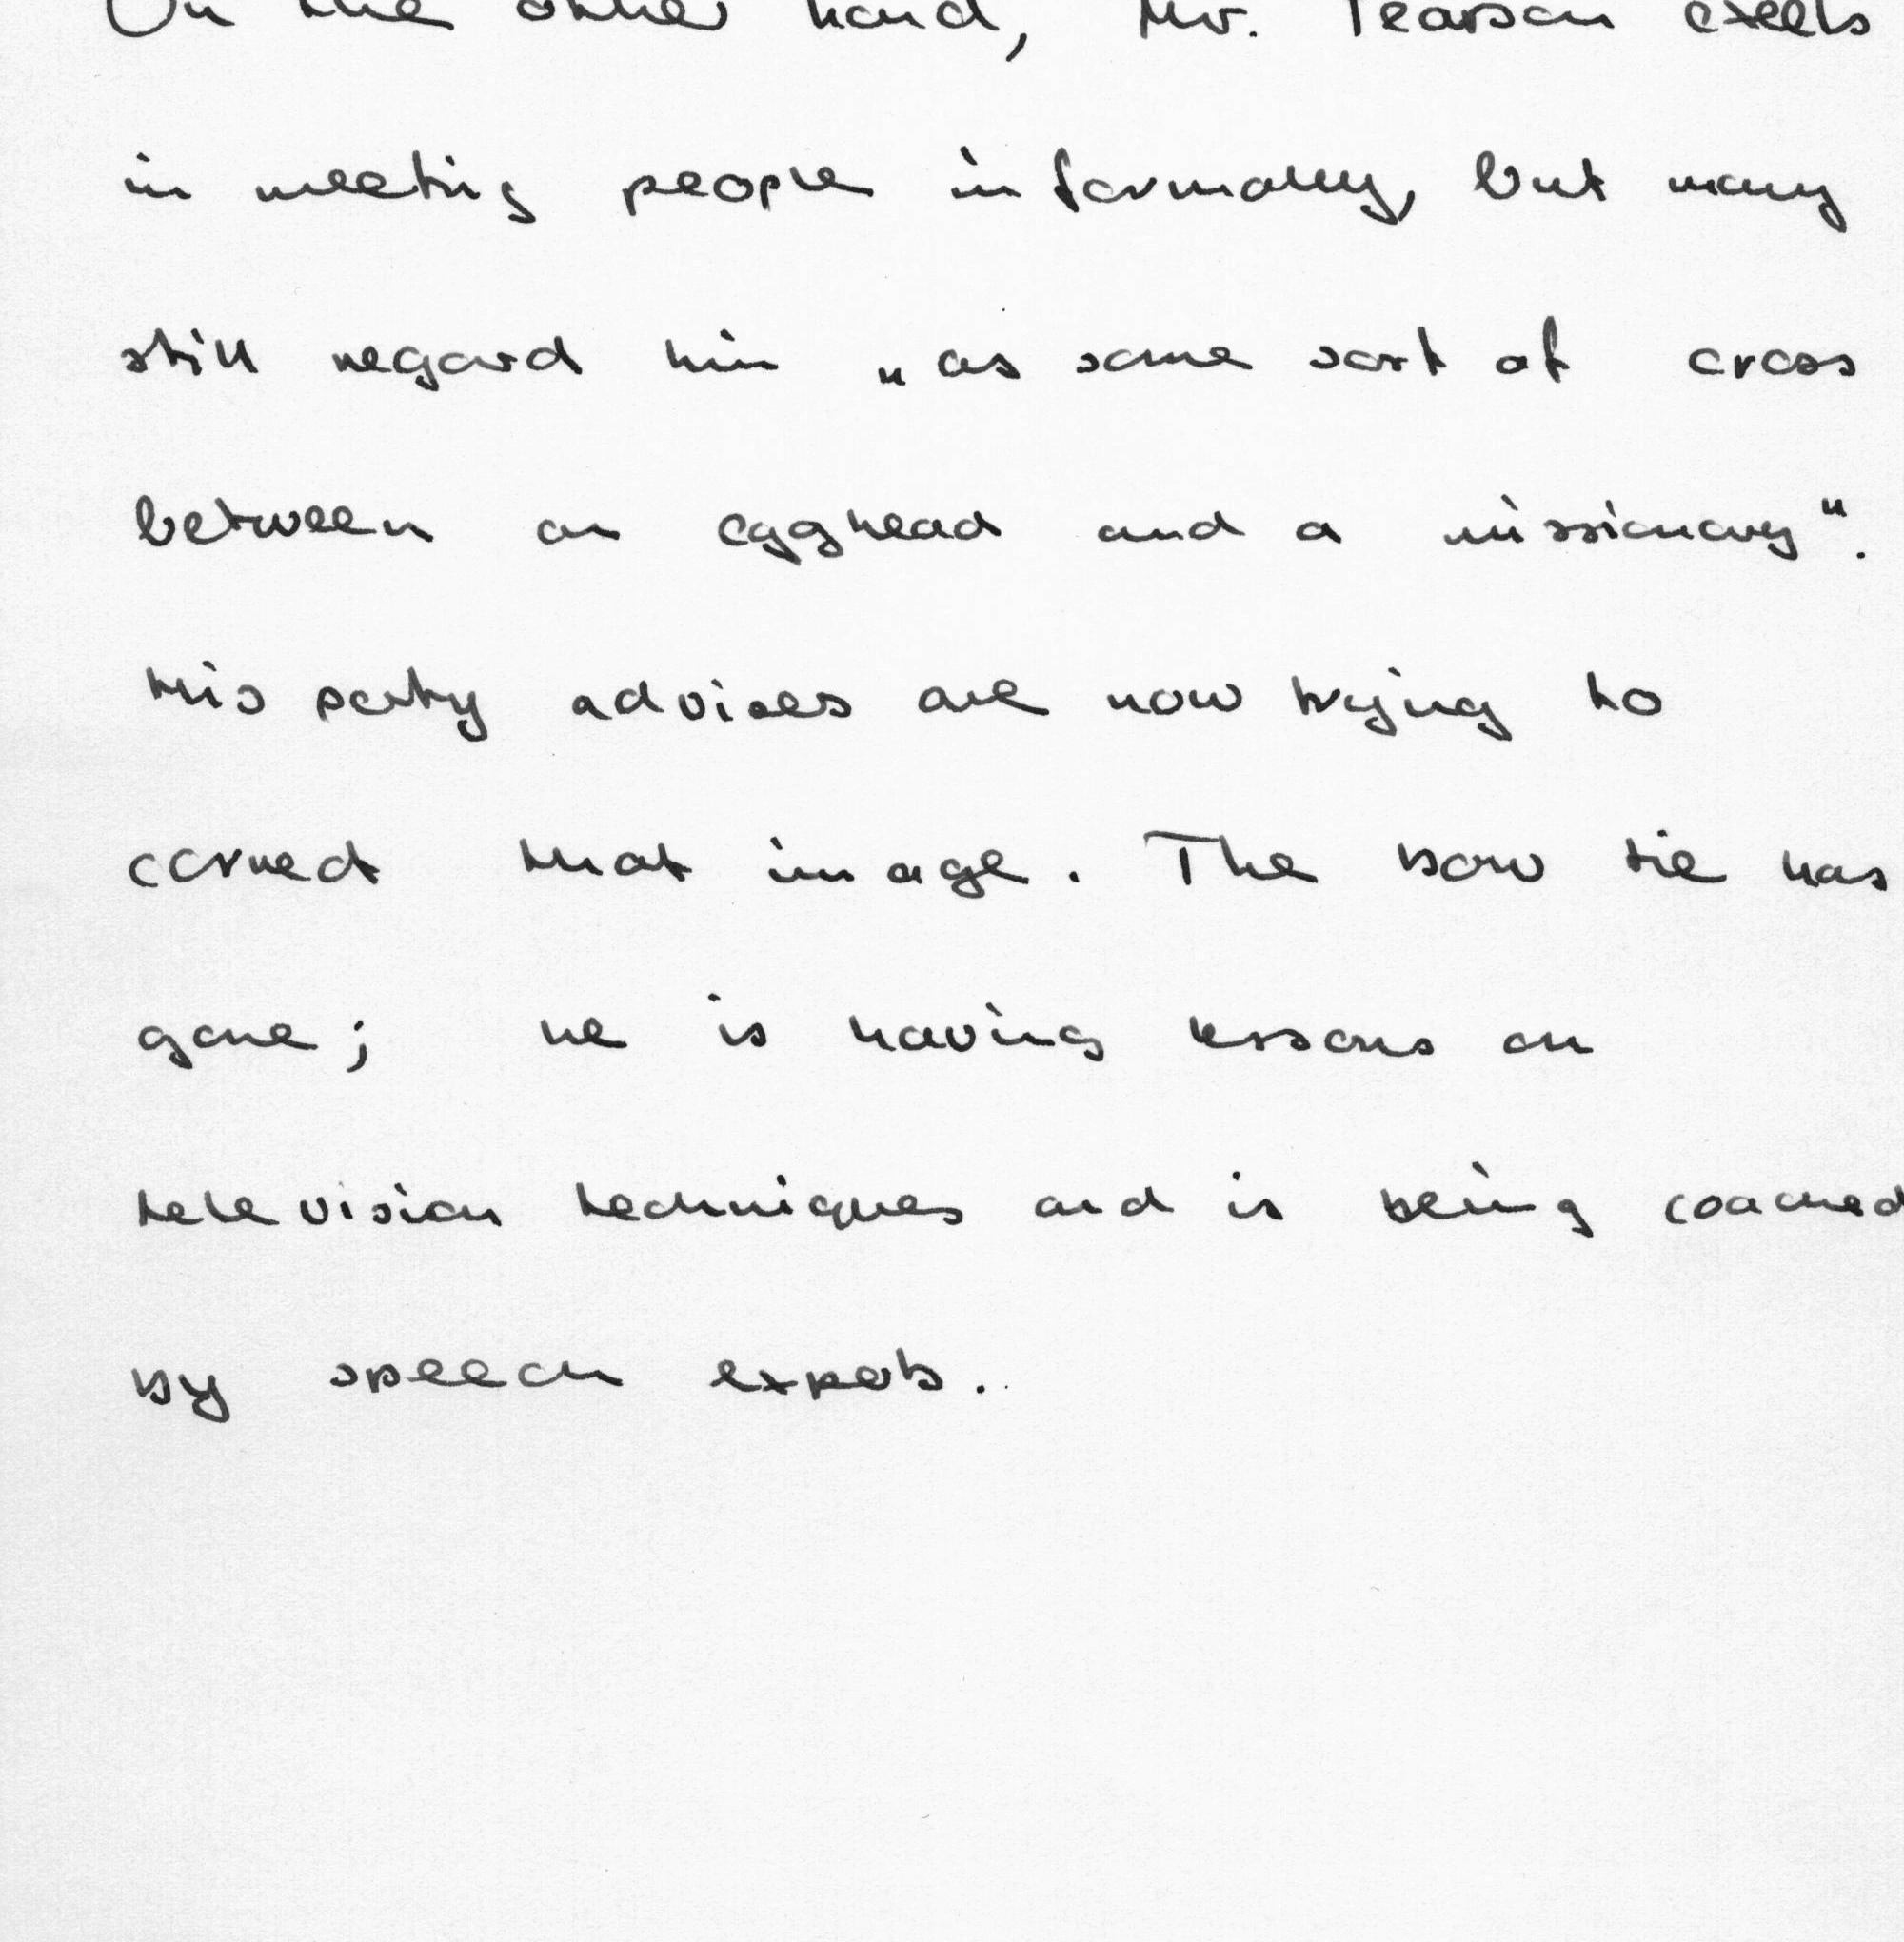 On the other hand, Mr. Pearson excels
in meeting people informally, but many
still regard him „as some sort of cross
between an egghead and a missionary".
His party advisers are now trying to
correct that image. The bow tie has
gone; he is having lessons on
television techniques and is being coached
by speech experts.